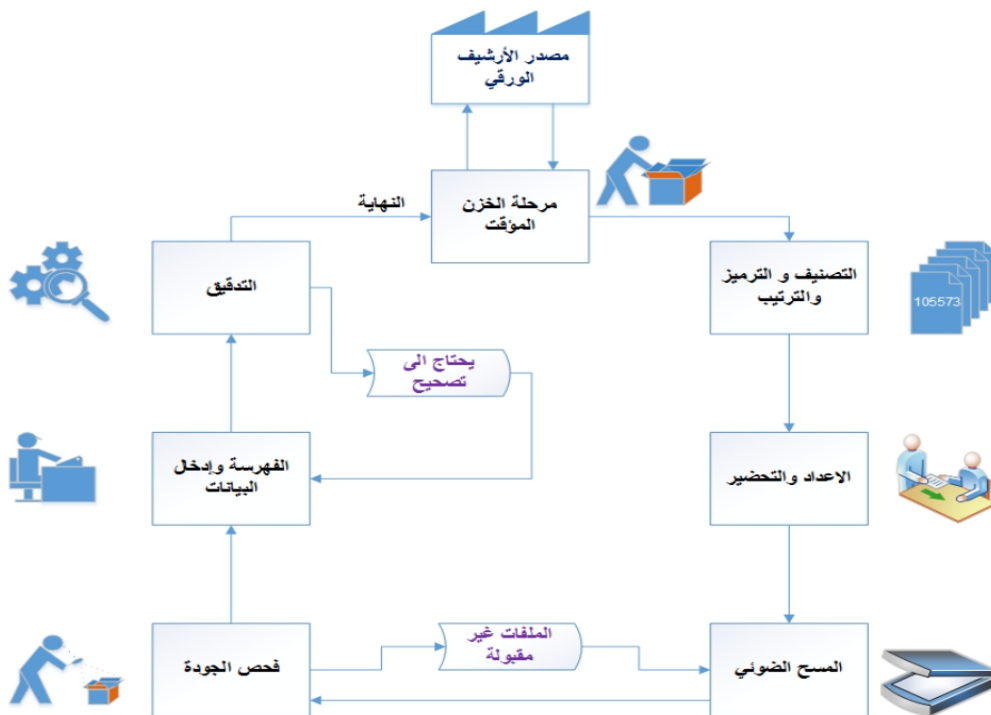 مصدر الأرشيف
الورقي
مرحلة الخزن
المؤقت
النهاية
التصنيف و الترميز
والترتيب
105573
التدقيق
يحتاج الى
تصحيح
الفهرسة وإدخال
البيانات
الاعداد والتحضير
الملفات غير
مقبولة
فحص الجودة
المسح الضوئي